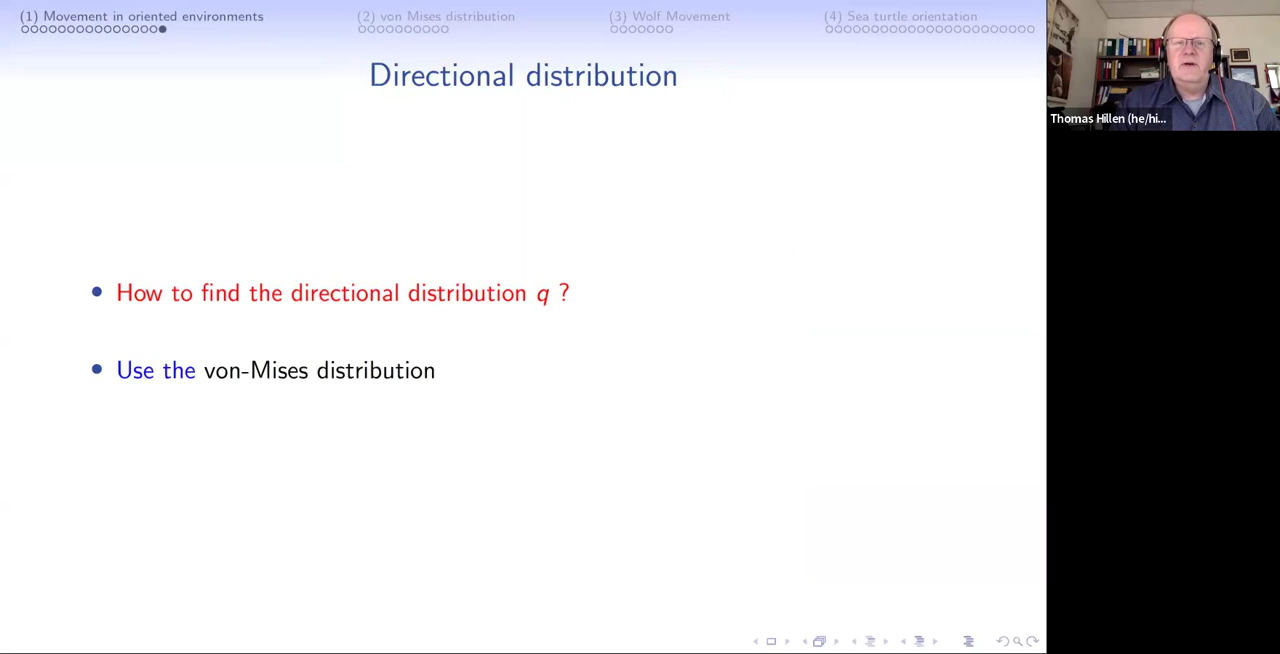 (1) Movement in oriented environments
(2) von Mises distribution
(3) Wolf Movement
(4) Sea turtle orientation
Directional distribution
Thomas Hillen (he/hi...
• How to find the directional distribution q ?
• Use the von-Mises distribution